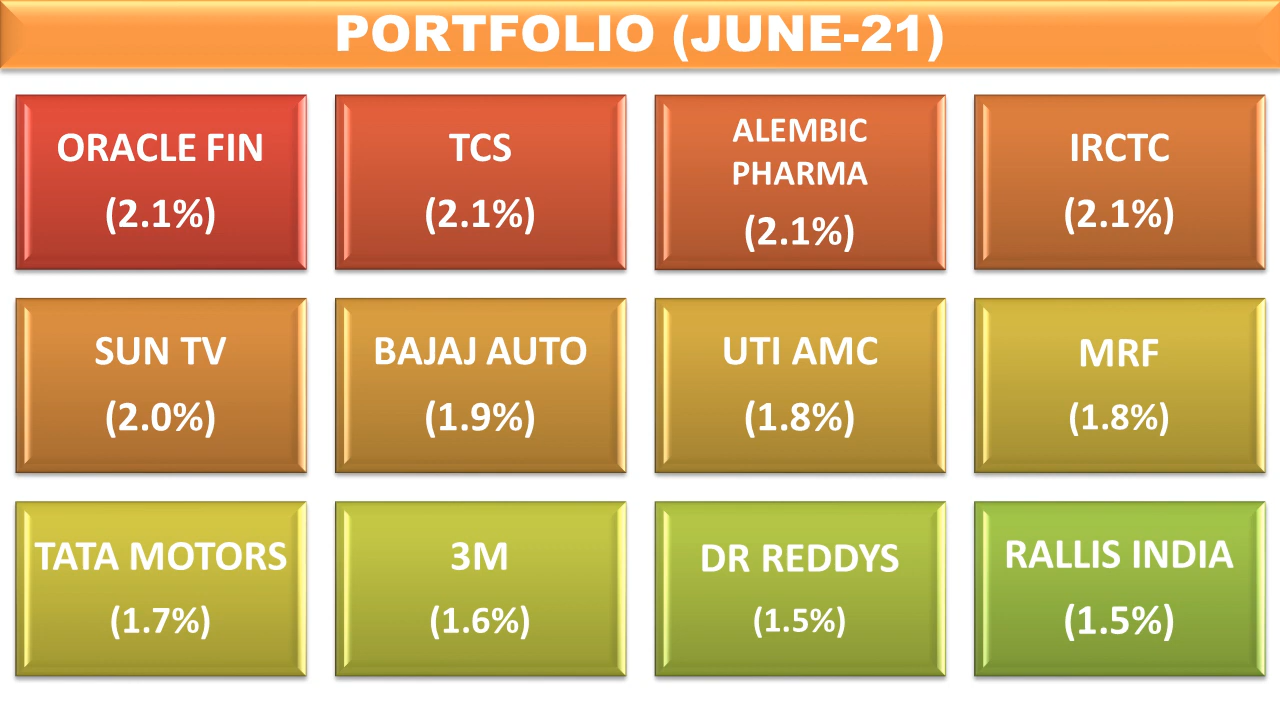 PORTFOLIO (JUNE-21)
ORACLE FIN
(2.1%)
TCS
(2.1%)
ALEMBIC
PHARMA
(2.1%)
IRCTC
(2.1%)
SUN TV
(2.0%)
BAJAJ AUTO
(1.9%)
UTI AMC
(1.8%)
MRF
(1.8%)
TATA MOTORS
(1.7%)
3M
(1.6%)
DR REDDYS
(1.5%)
RALLIS INDIA
(1.5%)